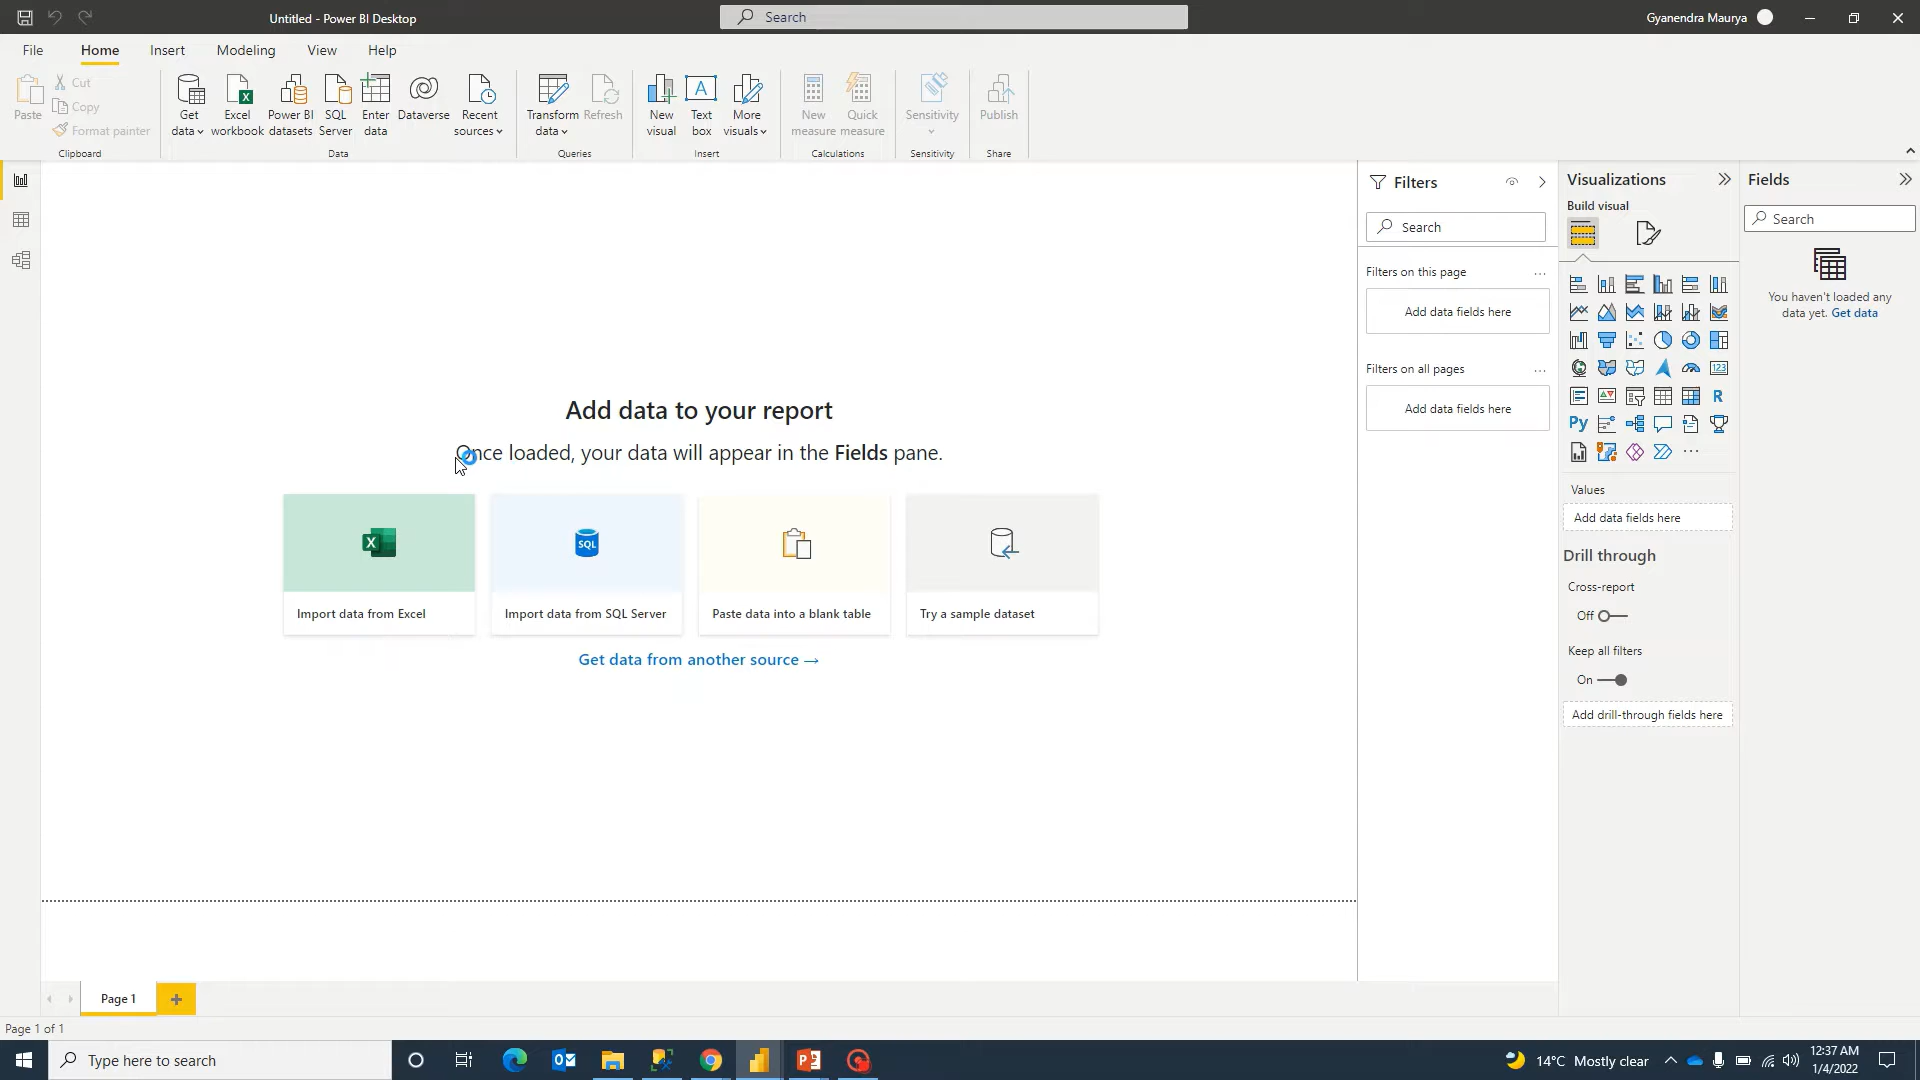 Untitled - Power BI Desktop
Search
Gyanendra Maurya
File
Home
Insert
Modeling
View
Help
Paste
Cut
Copy
Format painter
Clipboard
Get data
Excel workbook
Power BI datasets
SQL Server
Enter data
Dataverse
Recent sources
Data
Transform data
Refresh
Queries
New visual
Text box
More visuals
Insert
New measure
Quick measure
Calculations
Sensitivity
Sensitivity
Publish
Share
Add data to your report
Once loaded, your data will appear in the Fields pane.
Import data from Excel
SQL
Import data from SQL Server
Paste data into a blank table
Try a sample dataset
Get data from another source →
Filters
Search
Filters on this page
Add data fields here
Filters on all pages
Add data fields here
Visualizations
Build visual
123
R
Py
Values
Add data fields here
Drill through
Cross-report
Off
Keep all filters
On
Add drill-through fields here
Fields
Search
You haven't loaded any
data yet. Get data
Page 1
Page 1 of 1
Type here to search
14°C Mostly clear
12:37 AM
1/4/2022